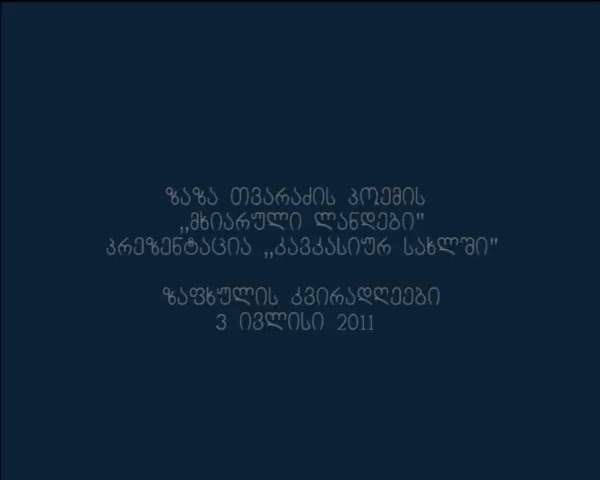 ზაზა თვარაძის პოემის
,,მხიარული ლანდები"
პრეზენტაცია ,,კავკასიურ სახლში"
ზაფხულის კვირადღეები
3 ივლისი 2011